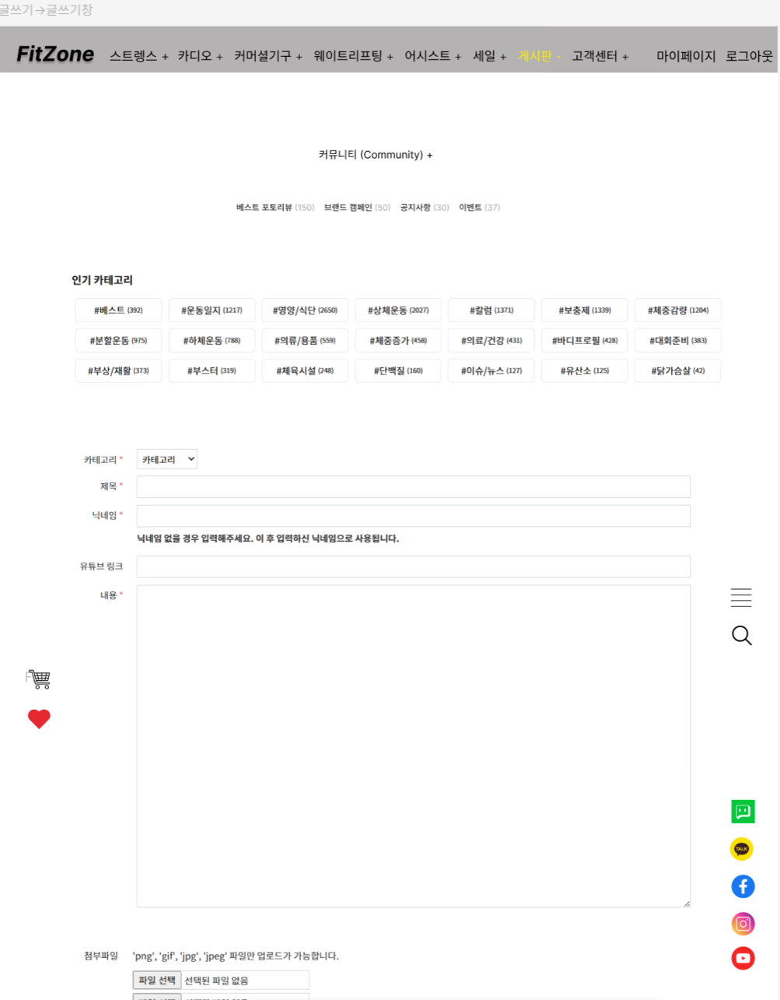 글쓰기→글쓰기창
FitZone 스트렝스 + 카디오 + 커머셜기구 + 웨이트리프팅 + 어시스트 + 세일 + 게시판 - 고객센터 + 마이페이지 로그아웃
커뮤니티 (Community) +
베스트 포토리뷰 (150) 브랜드 캠페인 (50) 공지사항 (30) 이벤트 (37)
인기 카테고리
#베스트 (392) #운동일지 (1217) #영양/식단 (2650) #상체운동 (2027) #칼럼 (1371) #보충제 (1339) #체중감량 (1204)
#분할운동 (975) #하체운동 (788) #의류/용품 (559) #체중증가 (458) #의료/건강 (431) #바디프로필 (428) #대회준비 (383)
#부상/재활 (373) #부스터 (319) #체육시설 (248) #단백질 (160) #이슈/뉴스 (127) #유산소 (125) #닭가슴살 (42)
카테고리 * 카테고리
제목 *
닉네임 *
닉네임 없을 경우 입력해주세요. 이 후 입력하신 닉네임으로 사용됩니다.
유튜브 링크
내용 *
F
TALK
첨부파일 'png', 'gif', 'jpg', 'jpeg' 파일만 업로드가 가능합니다.
파일 선택 선택된 파일 없음